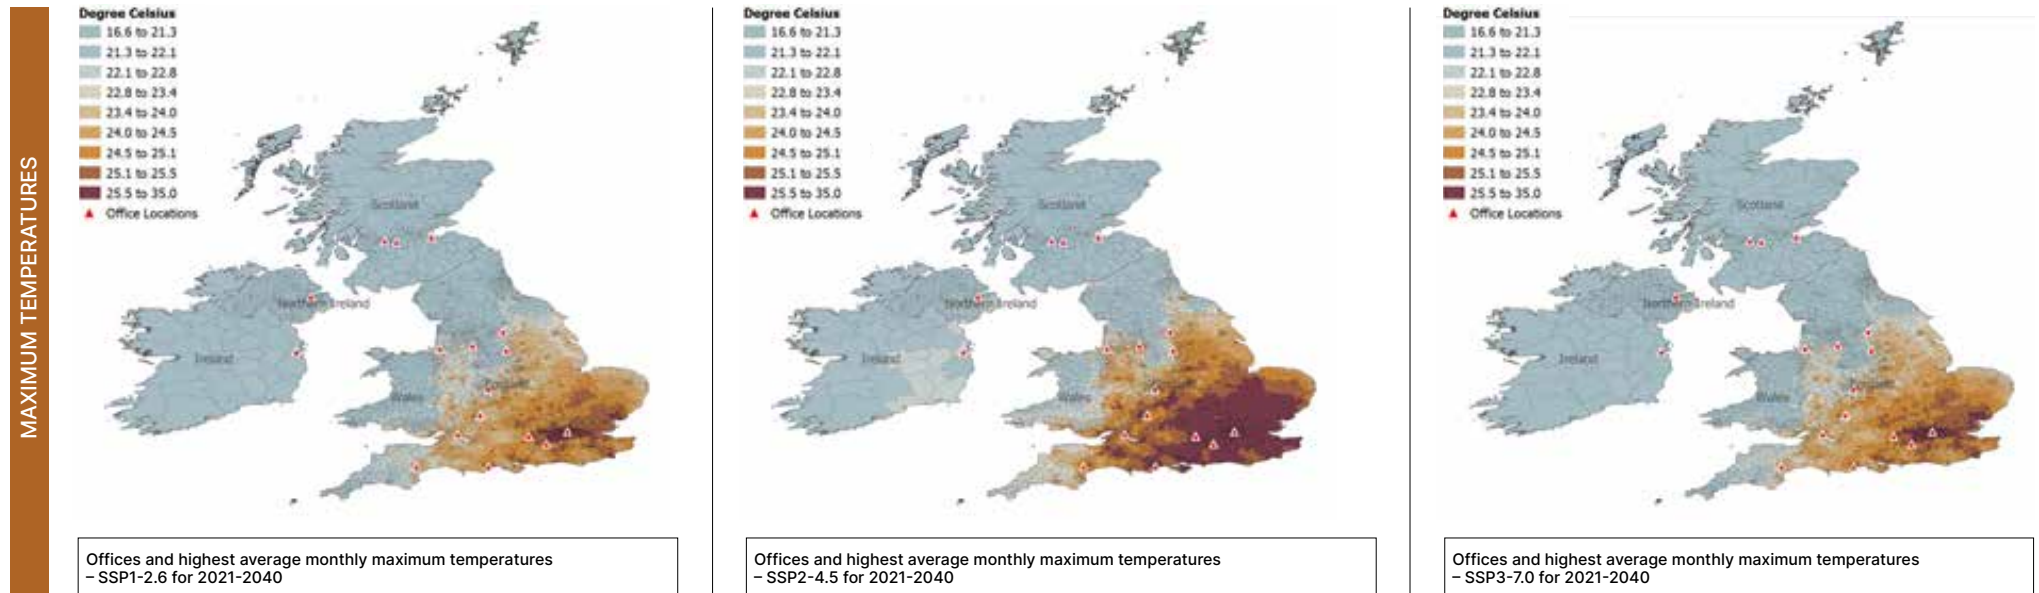 MAXIMUM TEMPERATURES
Degree Celsius
16.6 to 21.3
21.3 to 22.1
22.1 to 22.8
22.8 to 23.4
23.4 to 24.0
24.0 to 24.5
24.5 to 25.1
25.1 to 25.5
25.5 to 35.0
Office Locations
Scotland
Northern Ireland
Ireland
England
Wales
Offices and highest average monthly maximum temperatures
– SSP1-2.6 for 2021-2040
Degree Celsius
16.6 to 21.3
21.3 to 22.1
22.1 to 22.8
22.8 to 23.4
23.4 to 24.0
24.0 to 24.5
24.5 to 25.1
25.1 to 25.5
25.5 to 35.0
Office Locations
Scotland
Northern Ireland
Ireland
Wales
Offices and highest average monthly maximum temperatures
– SSP2-4.5 for 2021-2040
Degree Celsius
16.6 to 21.3
21.3 to 22.1
22.1 to 22.8
22.8 to 23.4
23.4 to 24.0
24.0 to 24.5
24.5 to 25.1
25.1 to 25.5
25.5 to 35.0
Office Locations
Scotland
Northern Ireland
Ireland
Wales
Offices and highest average monthly maximum temperatures
– SSP3-7.0 for 2021-2040